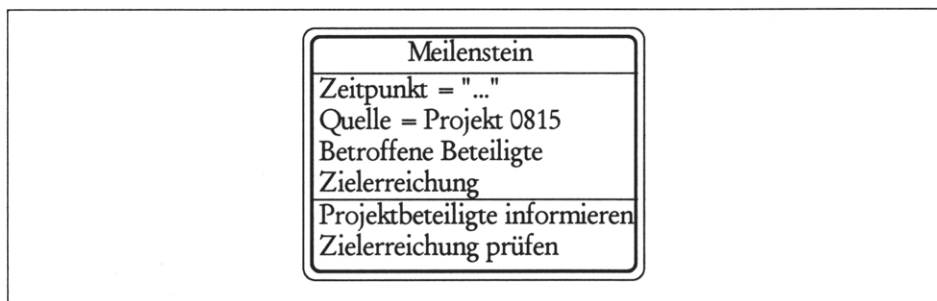 Meilenstein
Zeitpunkt = "..."
Quelle = Projekt 0815
Betroffene Beteiligte
Zielerreichung
Projektbeteiligte informieren
Zielerreichung prüfen